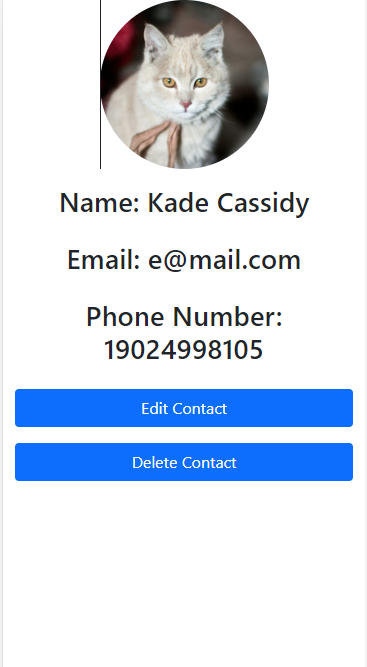 Name: Kade Cassidy
Email: e@mail.com
Phone Number:
19024998105
Edit Contact
Delete Contact